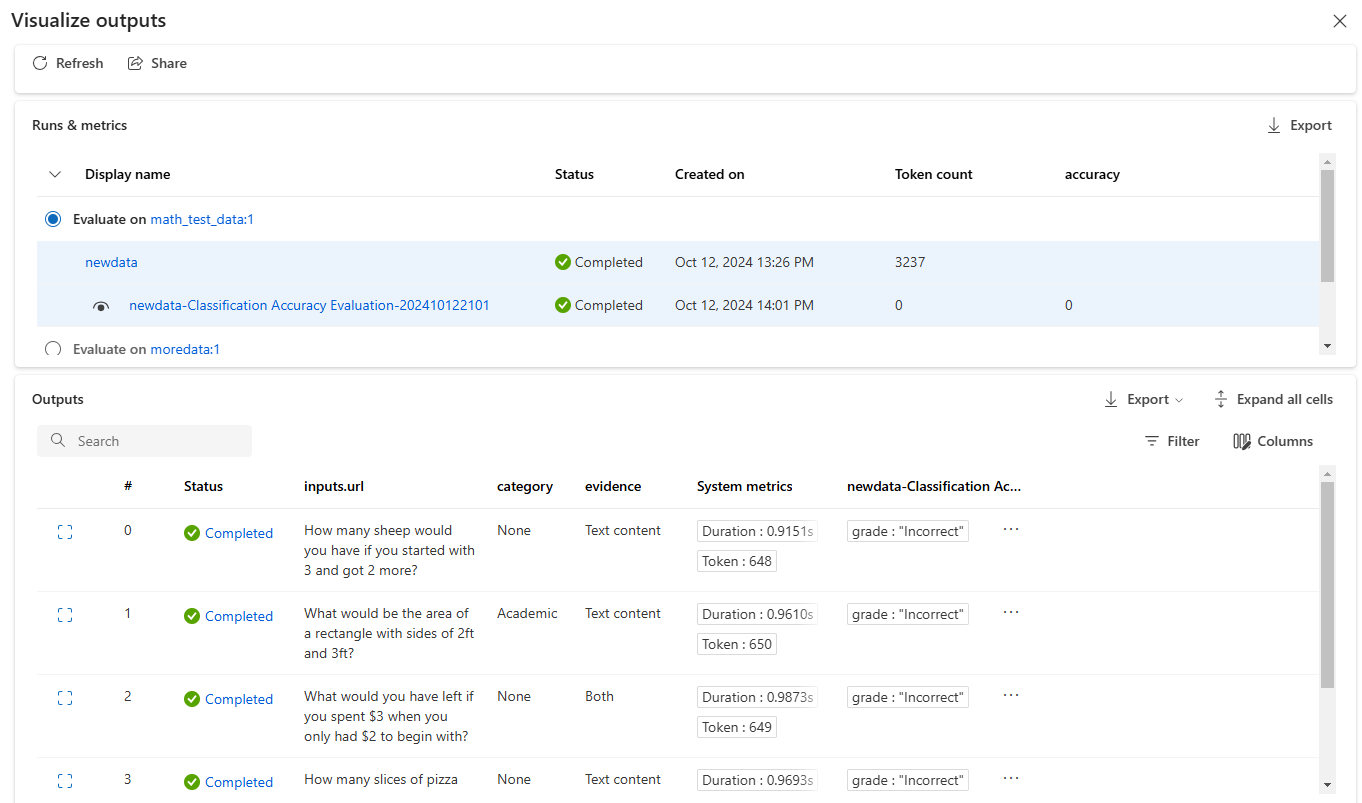 Visualize outputs
Refresh Share
Runs & metrics Export
Display name Status Created on Token count accuracy
Evaluate on math_test_data:1
newdata Completed Oct 12, 2024 13:26 PM 3237
newdata-Classification Accuracy Evaluation-202410122101 Completed Oct 12, 2024 14:01 PM 0 0
Evaluate on moredata:1
Outputs Export Expand all cells
Search Filter Columns
# Status inputs.url category evidence System metrics newdata-Classification Ac...
0 Completed How many sheep would None Text content Duration : 0.9151s grade : "Incorrect" ...
you have if you started with
3 and got 2 more? Token : 648
1 Completed What would be the area of Academic Text content Duration : 0.9610s grade : "Incorrect" ...
a rectangle with sides of 2ft
and 3ft? Token : 650
2 Completed What would you have left if None Both Duration : 0.9873s grade : "Incorrect" ...
you spent $3 when you
only had $2 to begin with? Token : 649
3 Completed How many slices of pizza None Text content Duration : 0.9693s grade : "Incorrect" ...